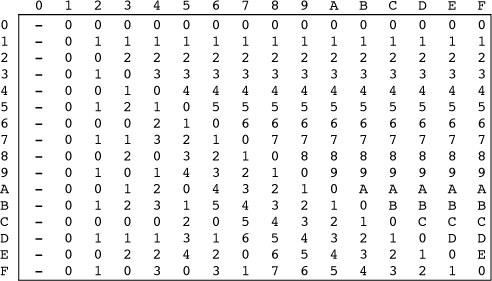 0 1 2 3 4 5 6 7 8 9 A B C D E F
0 – 0 0 0 0 0 0 0 0 0 0 0 0 0 0 0
1 – 0 1 1 1 1 1 1 1 1 1 1 1 1 1 1
2 – 0 0 2 2 2 2 2 2 2 2 2 2 2 2 2
3 – 0 1 0 3 3 3 3 3 3 3 3 3 3 3 3
4 – 0 0 1 0 4 4 4 4 4 4 4 4 4 4 4
5 – 0 1 2 1 0 5 5 5 5 5 5 5 5 5 5
6 – 0 0 0 2 1 0 6 6 6 6 6 6 6 6 6
7 – 0 1 1 3 2 1 0 7 7 7 7 7 7 7 7
8 – 0 0 2 0 3 2 1 0 8 8 8 8 8 8 8
9 – 0 1 0 1 4 3 2 1 0 9 9 9 9 9 9
A – 0 0 1 2 0 4 3 2 1 0 A A A A A
B – 0 1 2 3 1 5 4 3 2 1 0 B B B B
C – 0 0 0 0 2 0 5 4 3 2 1 0 C C C
D – 0 1 1 1 3 1 6 5 4 3 2 1 0 D D
E – 0 0 2 2 4 2 0 6 5 4 3 2 1 0 E
F – 0 1 0 3 0 3 1 7 6 5 4 3 2 1 0